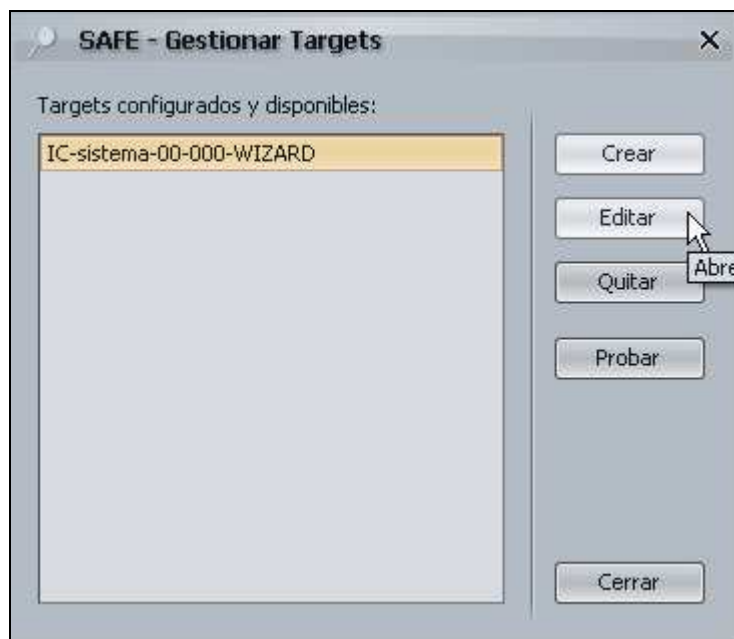 SAFE - Gestionar Targets
Targets configurados y disponibles:
IC-sistema-00-000-WIZARD
Crear
Editar
Abre
Quitar
Probar
Cerrar